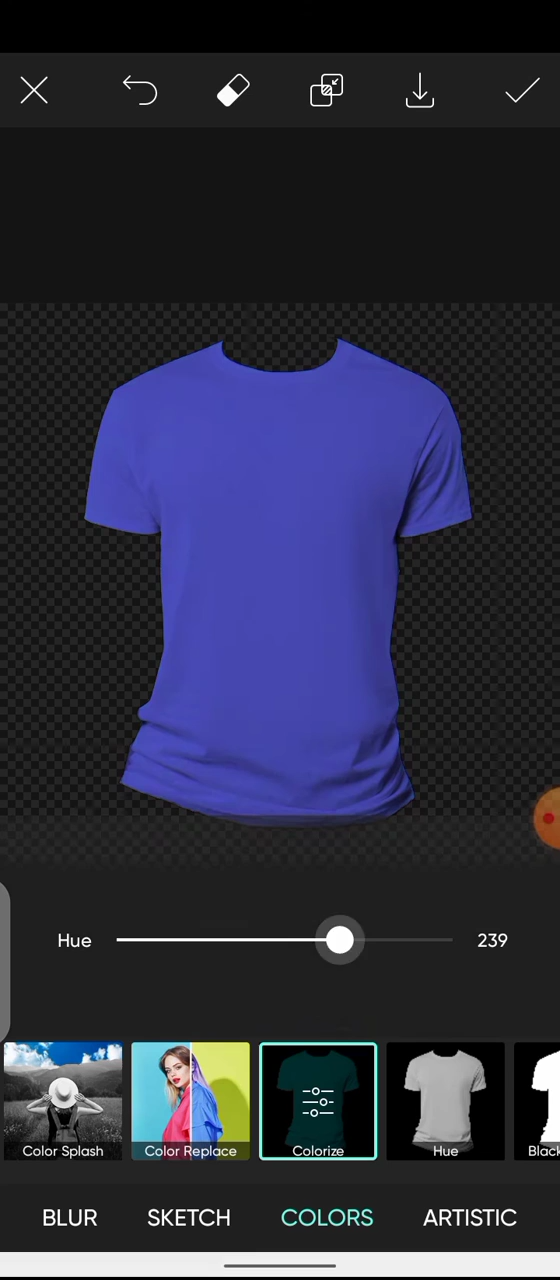 Hue 239
Color Splash
Color Replace
Colorize
Hue
Black
BLUR SKETCH COLORS ARTISTIC